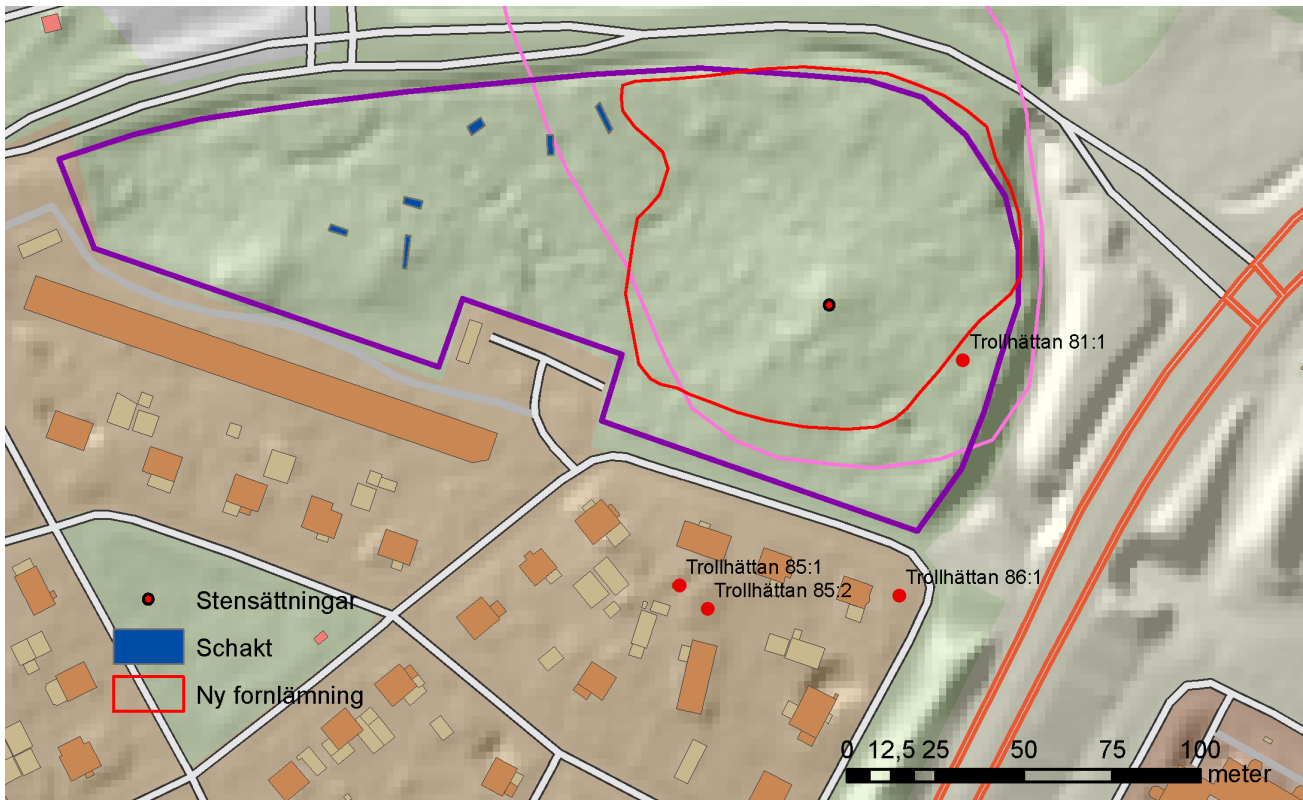 Trollhättan 81:1
Trollhättan 85:1
Trollhättan 85:2
Trollhättan 86:1
Stensättningar
Schakt
Ny fornlämning
0 12,5 25 50 75 100
meter